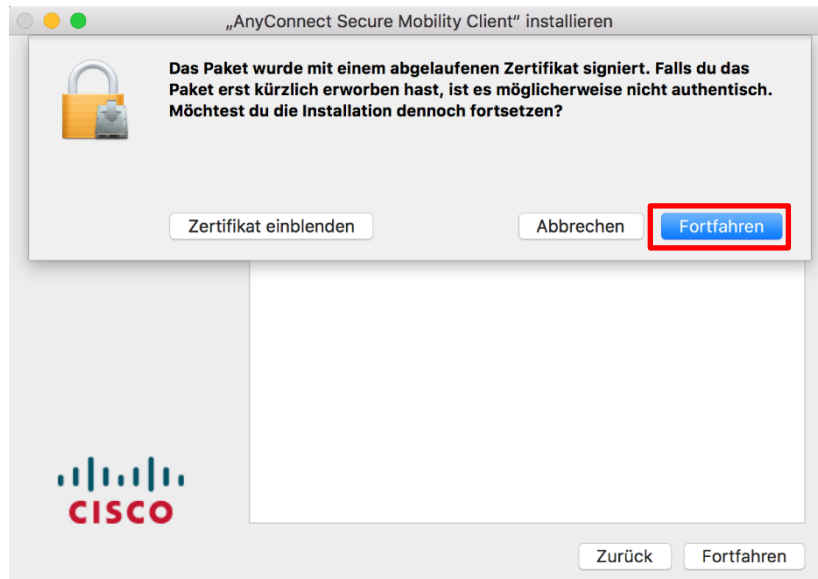 „AnyConnect Secure Mobility Client“ installieren
Das Paket wurde mit einem abgelaufenen Zertifikat signiert. Falls du das
Paket erst kürzlich erworben hast, ist es möglicherweise nicht authentisch.
Möchtest du die Installation dennoch fortsetzen?
Zertifikat einblenden
Abbrechen
Fortfahren
CISCO
Zurück
Fortfahren